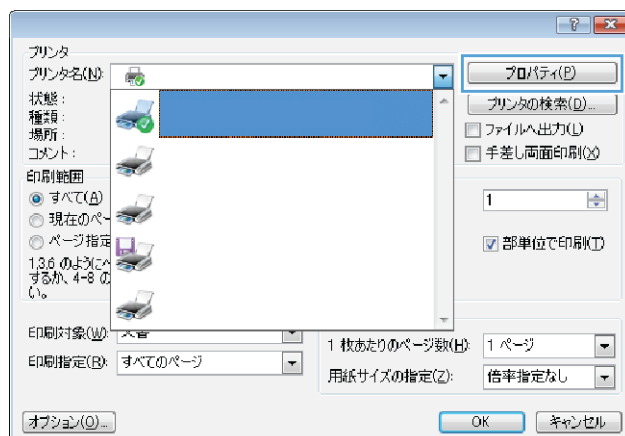 プリンタ
プリンタ名(N):
プロパティ(P)
状態 :
種類 :
場所 :
コメント :
プリンタの検索(D)...
ファイルへ出力(L)
手差し両面印刷(X)
印刷範囲
すべて(A)
現在のペー
ページ指定
1,3,6 のように
するか、4-8 の
い。
1
部単位で印刷(T)
印刷対象(W):
印刷指定(R):
すべてのページ
1 枚あたりのページ数(H):
1 ページ
用紙サイズの指定(Z):
倍率指定なし
オプション(O)...
OK
キャンセル